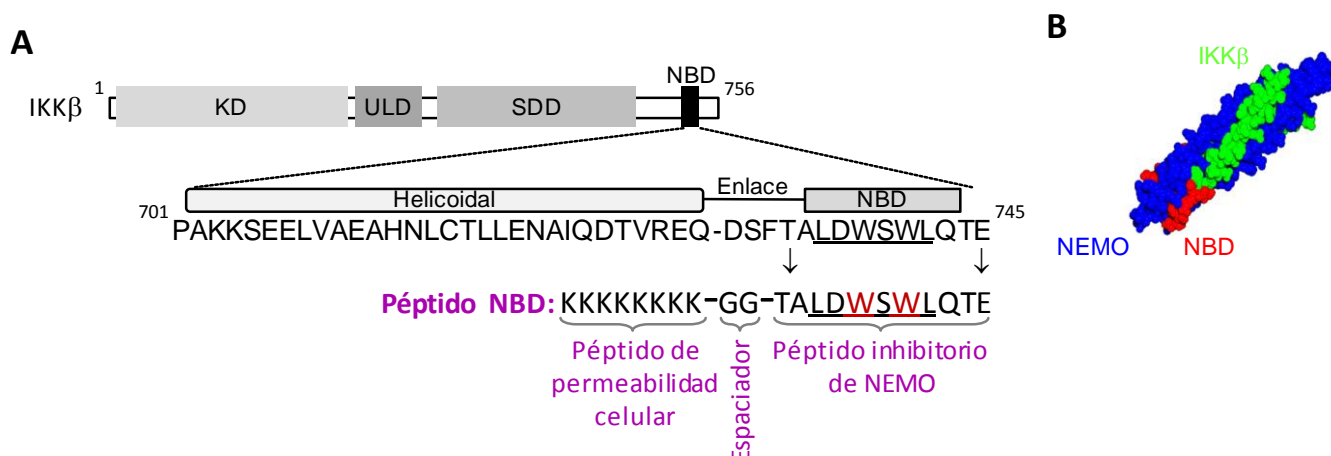 A
IKKβ 1 KD ULD SDD NBD 756
Helicoidal Enlace NBD
701 PAKKSEELVAEAHNLCTLLENAIQDTVREQ-DSFTALDWSWLQTE 745
↓ ↓
Péptido NBD: KKKKKKKK-GG-TALDWSWLQTE
Péptido de permeabilidad celular
Espaciador
Péptido inhibitorio de NEMO
B
IKKβ
NEMO
NBD